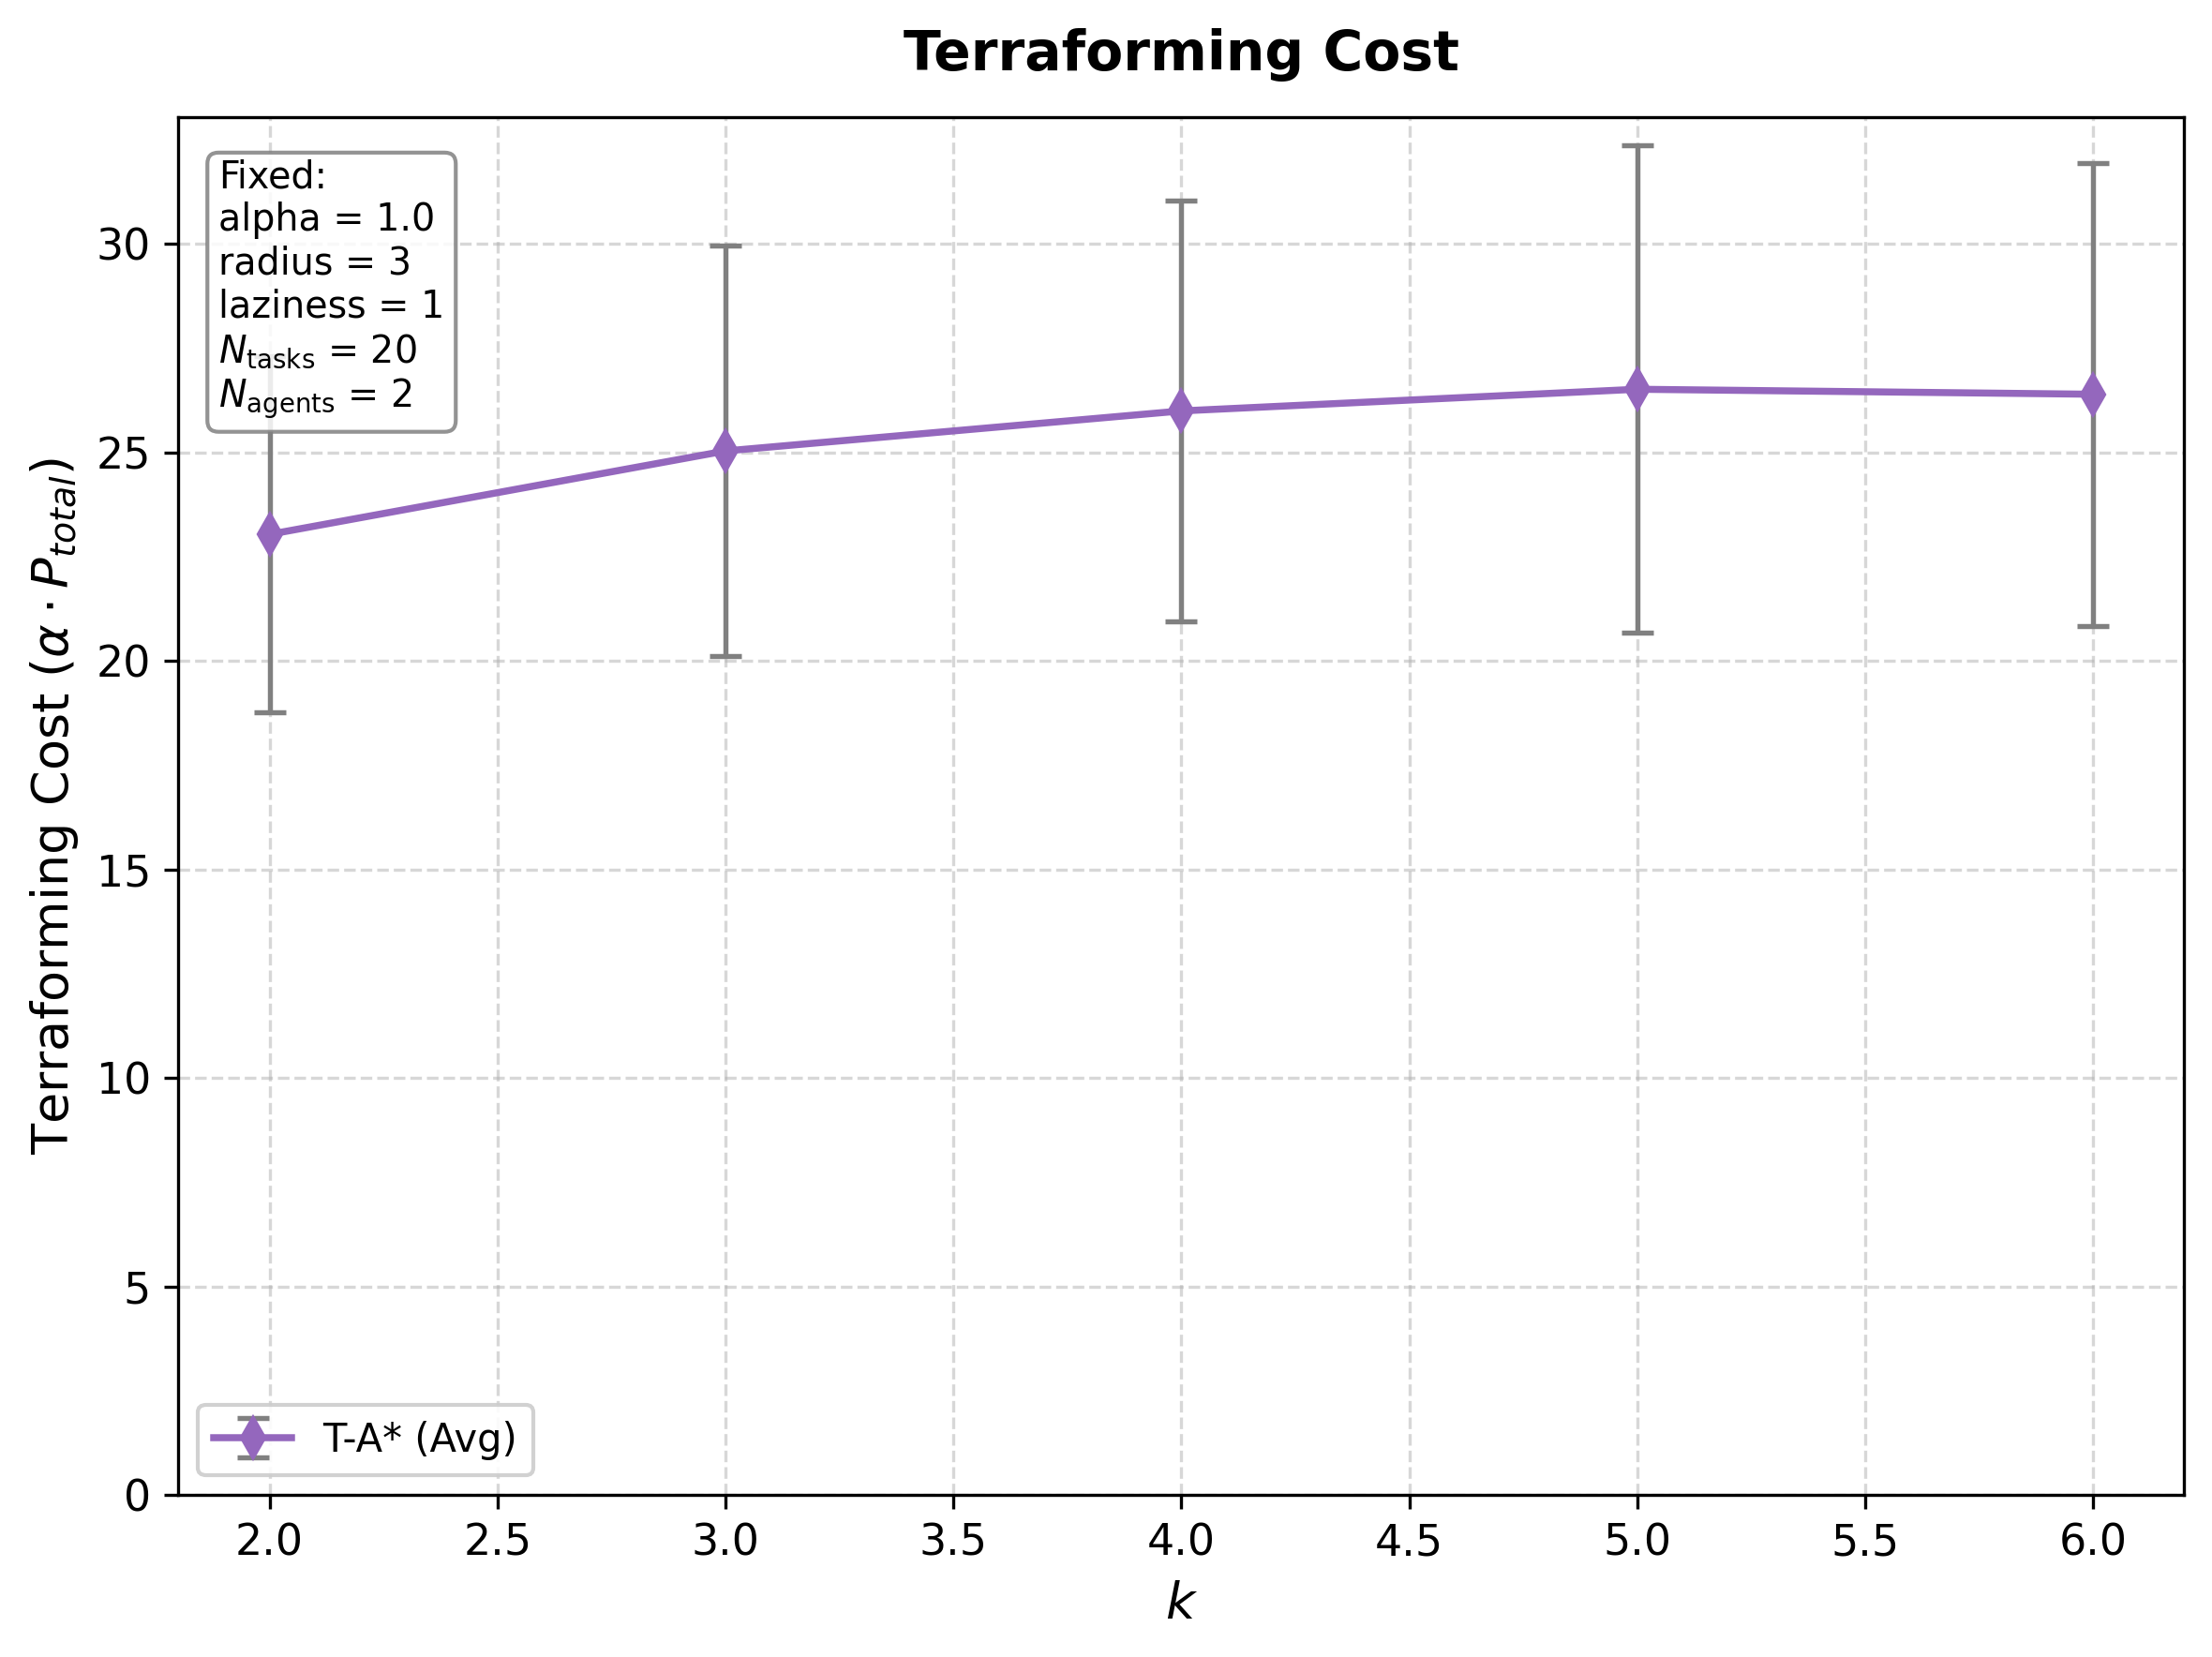 Terraforming Cost
Fixed:
alpha = 1.0
radius = 3
laziness = 1
N_tasks = 20
N_agents = 2
Terraforming Cost (α · P_total)
30
25
20
15
10
5
0
T-A* (Avg)
2.0 2.5 3.0 3.5 4.0 4.5 5.0 5.5 6.0
k